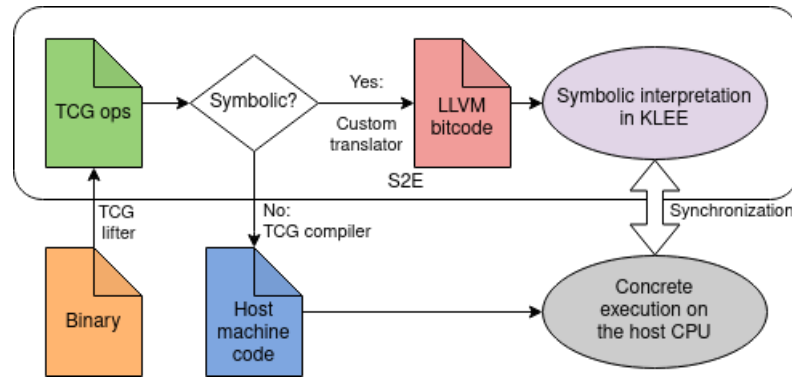 TCG ops
Symbolic?
Yes:
Custom
translator
LLVM
bitcode
Symbolic interpretation
in KLEE
S2E
TCG
lifter
No:
TCG compiler
Synchronization
Binary
Host
machine
code
Concrete
execution on
the host CPU